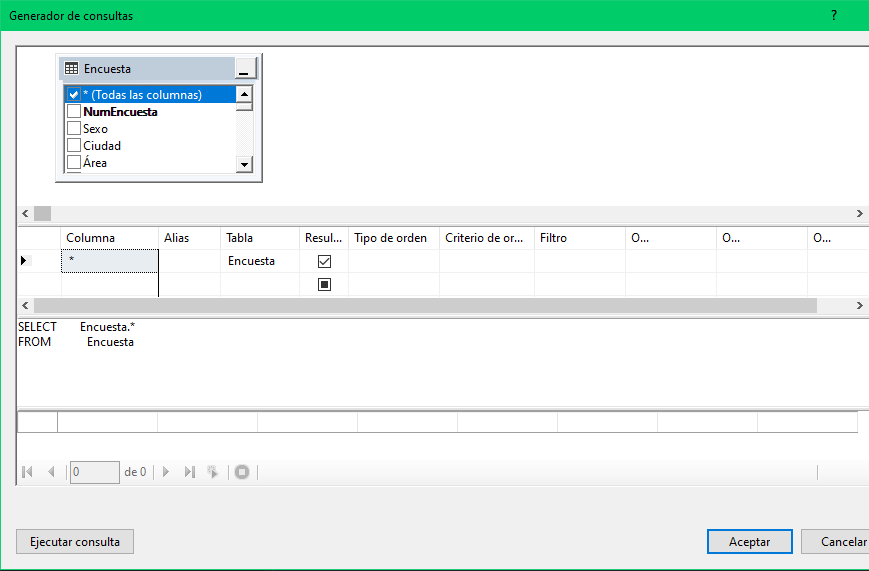 Generador de consultas ?
Encuesta
* (Todas las columnas)
NumEncuesta
Sexo
Ciudad
Área
Columna Alias Tabla Resul... Tipo de orden Criterio de or... Filtro O... O... O...
* Encuesta
SELECT Encuesta.*
FROM Encuesta
0 de 0
Ejecutar consulta Aceptar Cancelar